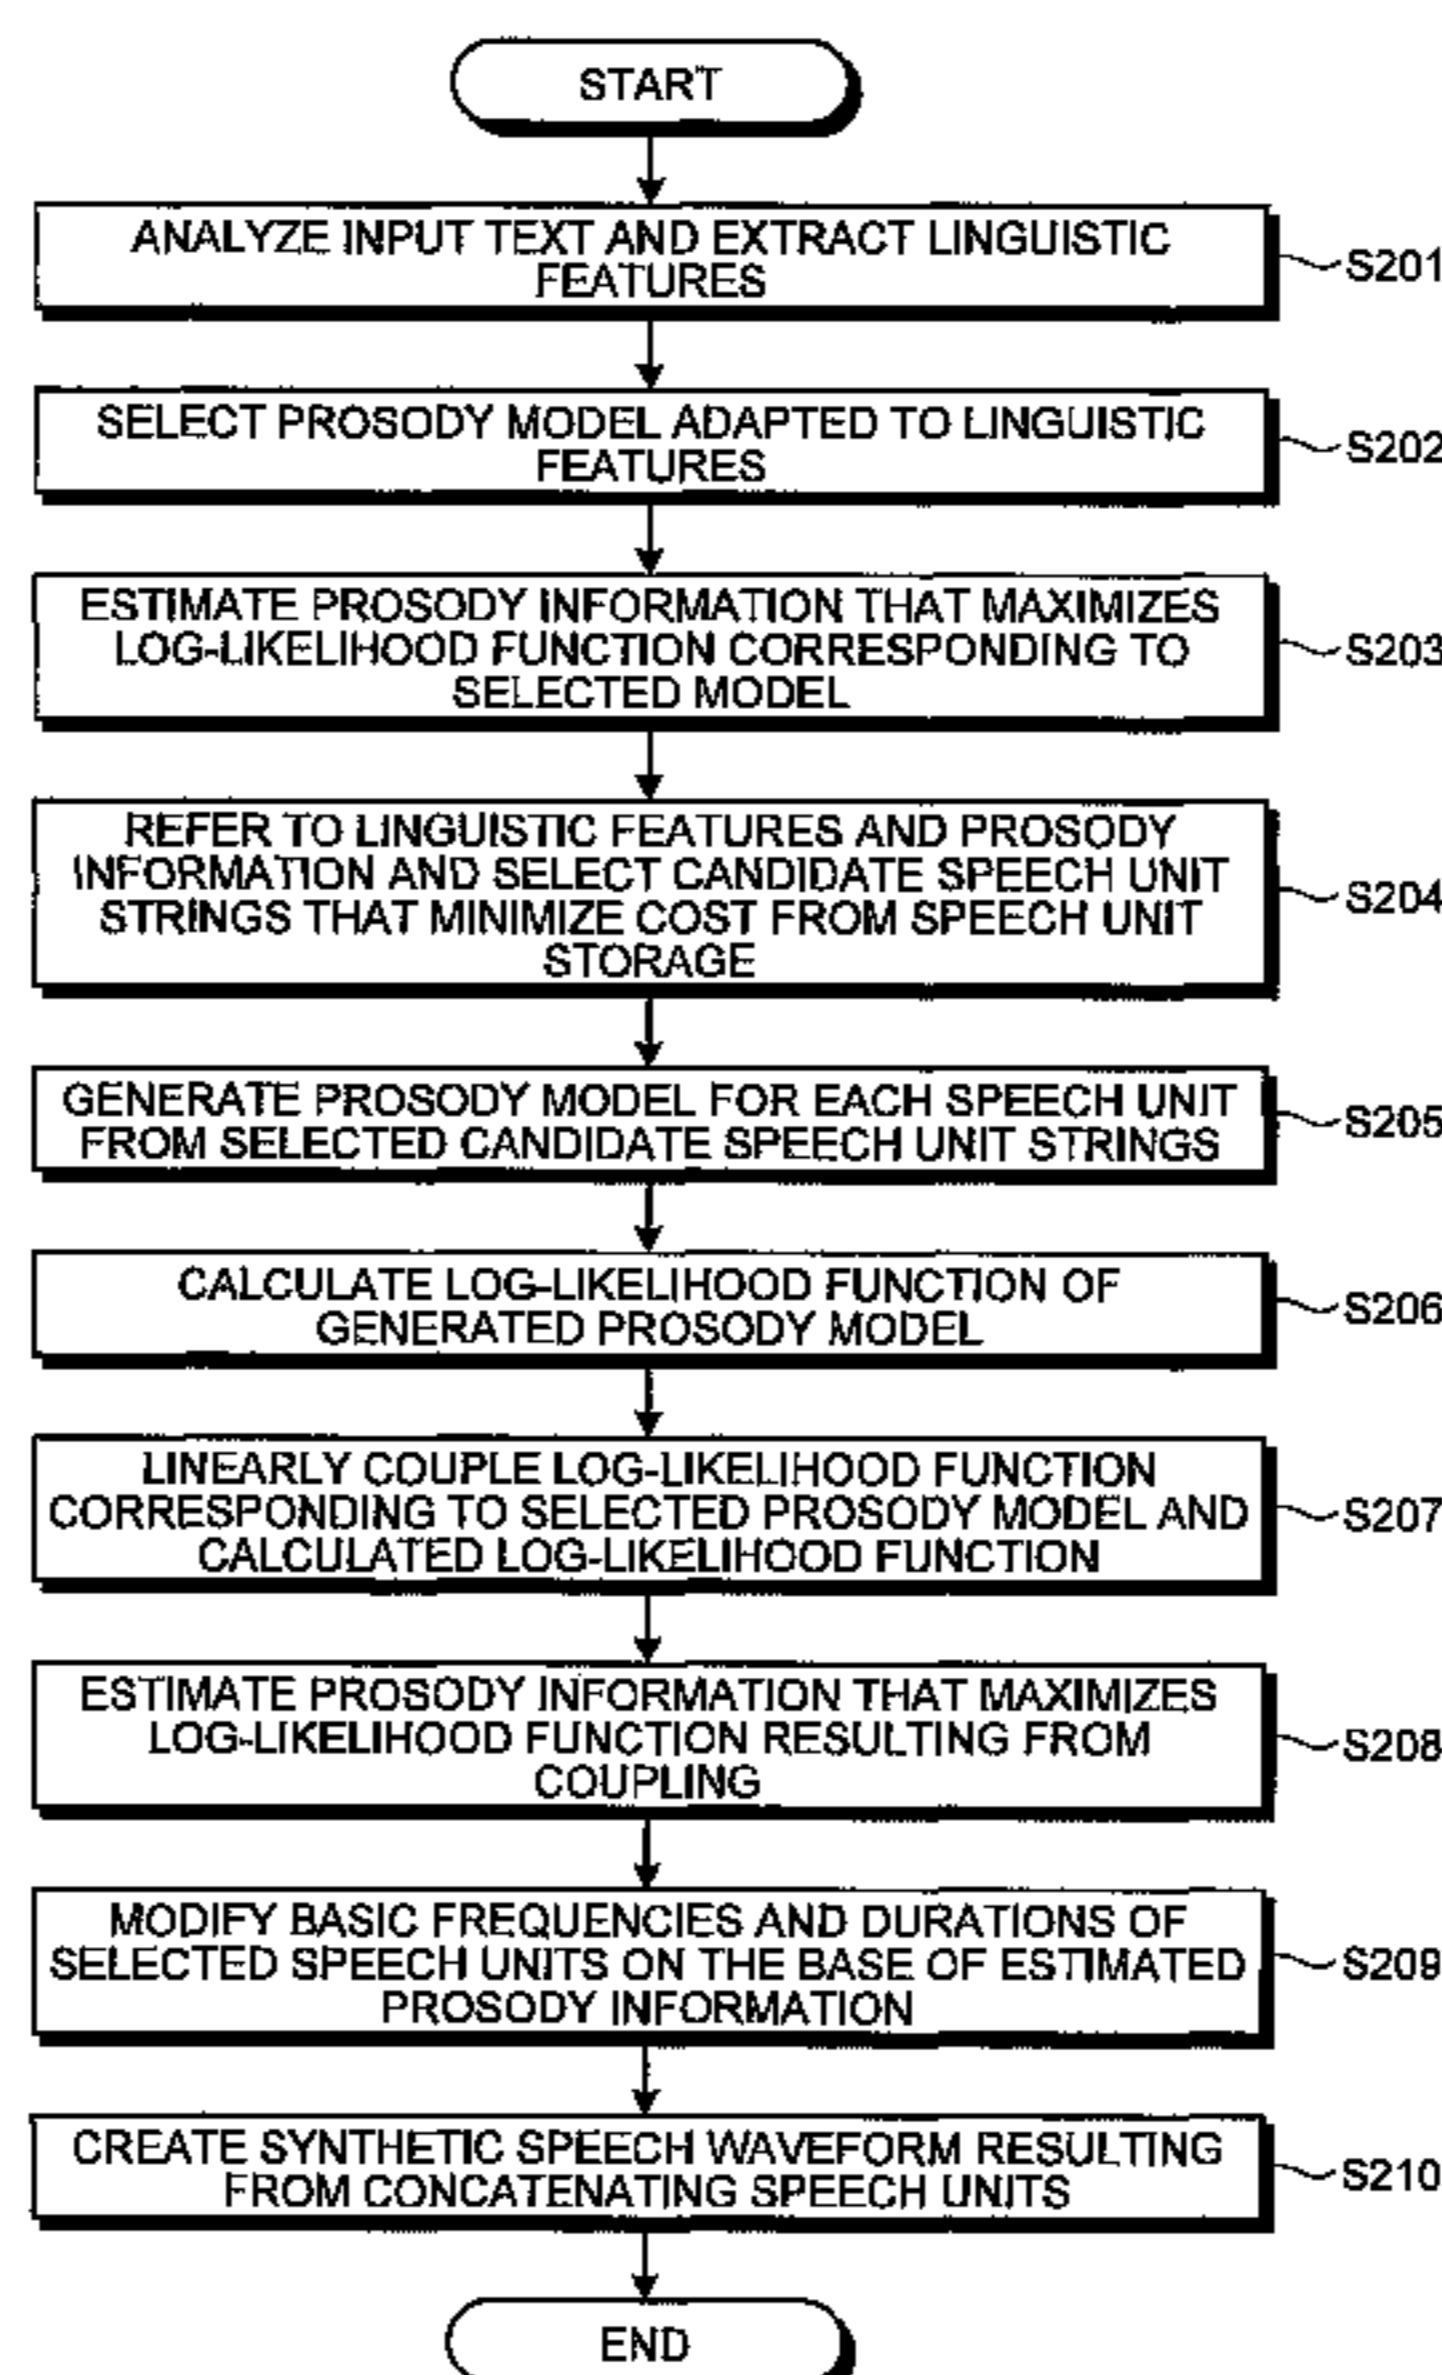 START
ANALYZE INPUT TEXT AND EXTRACT LINGUISTIC
FEATURES
S201
SELECT PROSODY MODEL ADAPTED TO LINGUISTIC
FEATURES
S202
ESTIMATE PROSODY INFORMATION THAT MAXIMIZES
LOG-LIKELIHOOD FUNCTION CORRESPONDING TO
SELECTED MODEL
S203
REFER TO LINGUISTIC FEATURES AND PROSODY
INFORMATION AND SELECT CANDIDATE SPEECH UNIT
STRINGS THAT MINIMIZE COST FROM SPEECH UNIT
STORAGE
S204
GENERATE PROSODY MODEL FOR EACH SPEECH UNIT
FROM SELECTED CANDIDATE SPEECH UNIT STRINGS
S205
CALCULATE LOG-LIKELIHOOD FUNCTION OF
GENERATED PROSODY MODEL
S206
LINEARLY COUPLE LOG-LIKELIHOOD FUNCTION
CORRESPONDING TO SELECTED PROSODY MODEL AND
CALCULATED LOG-LIKELIHOOD FUNCTION
S207
ESTIMATE PROSODY INFORMATION THAT MAXIMIZES
LOG-LIKELIHOOD FUNCTION RESULTING FROM
COUPLING
S208
MODIFY BASIC FREQUENCIES AND DURATIONS OF
SELECTED SPEECH UNITS ON THE BASE OF ESTIMATED
PROSODY INFORMATION
S209
CREATE SYNTHETIC SPEECH WAVEFORM RESULTING
FROM CONCATENATING SPEECH UNITS
S210
END